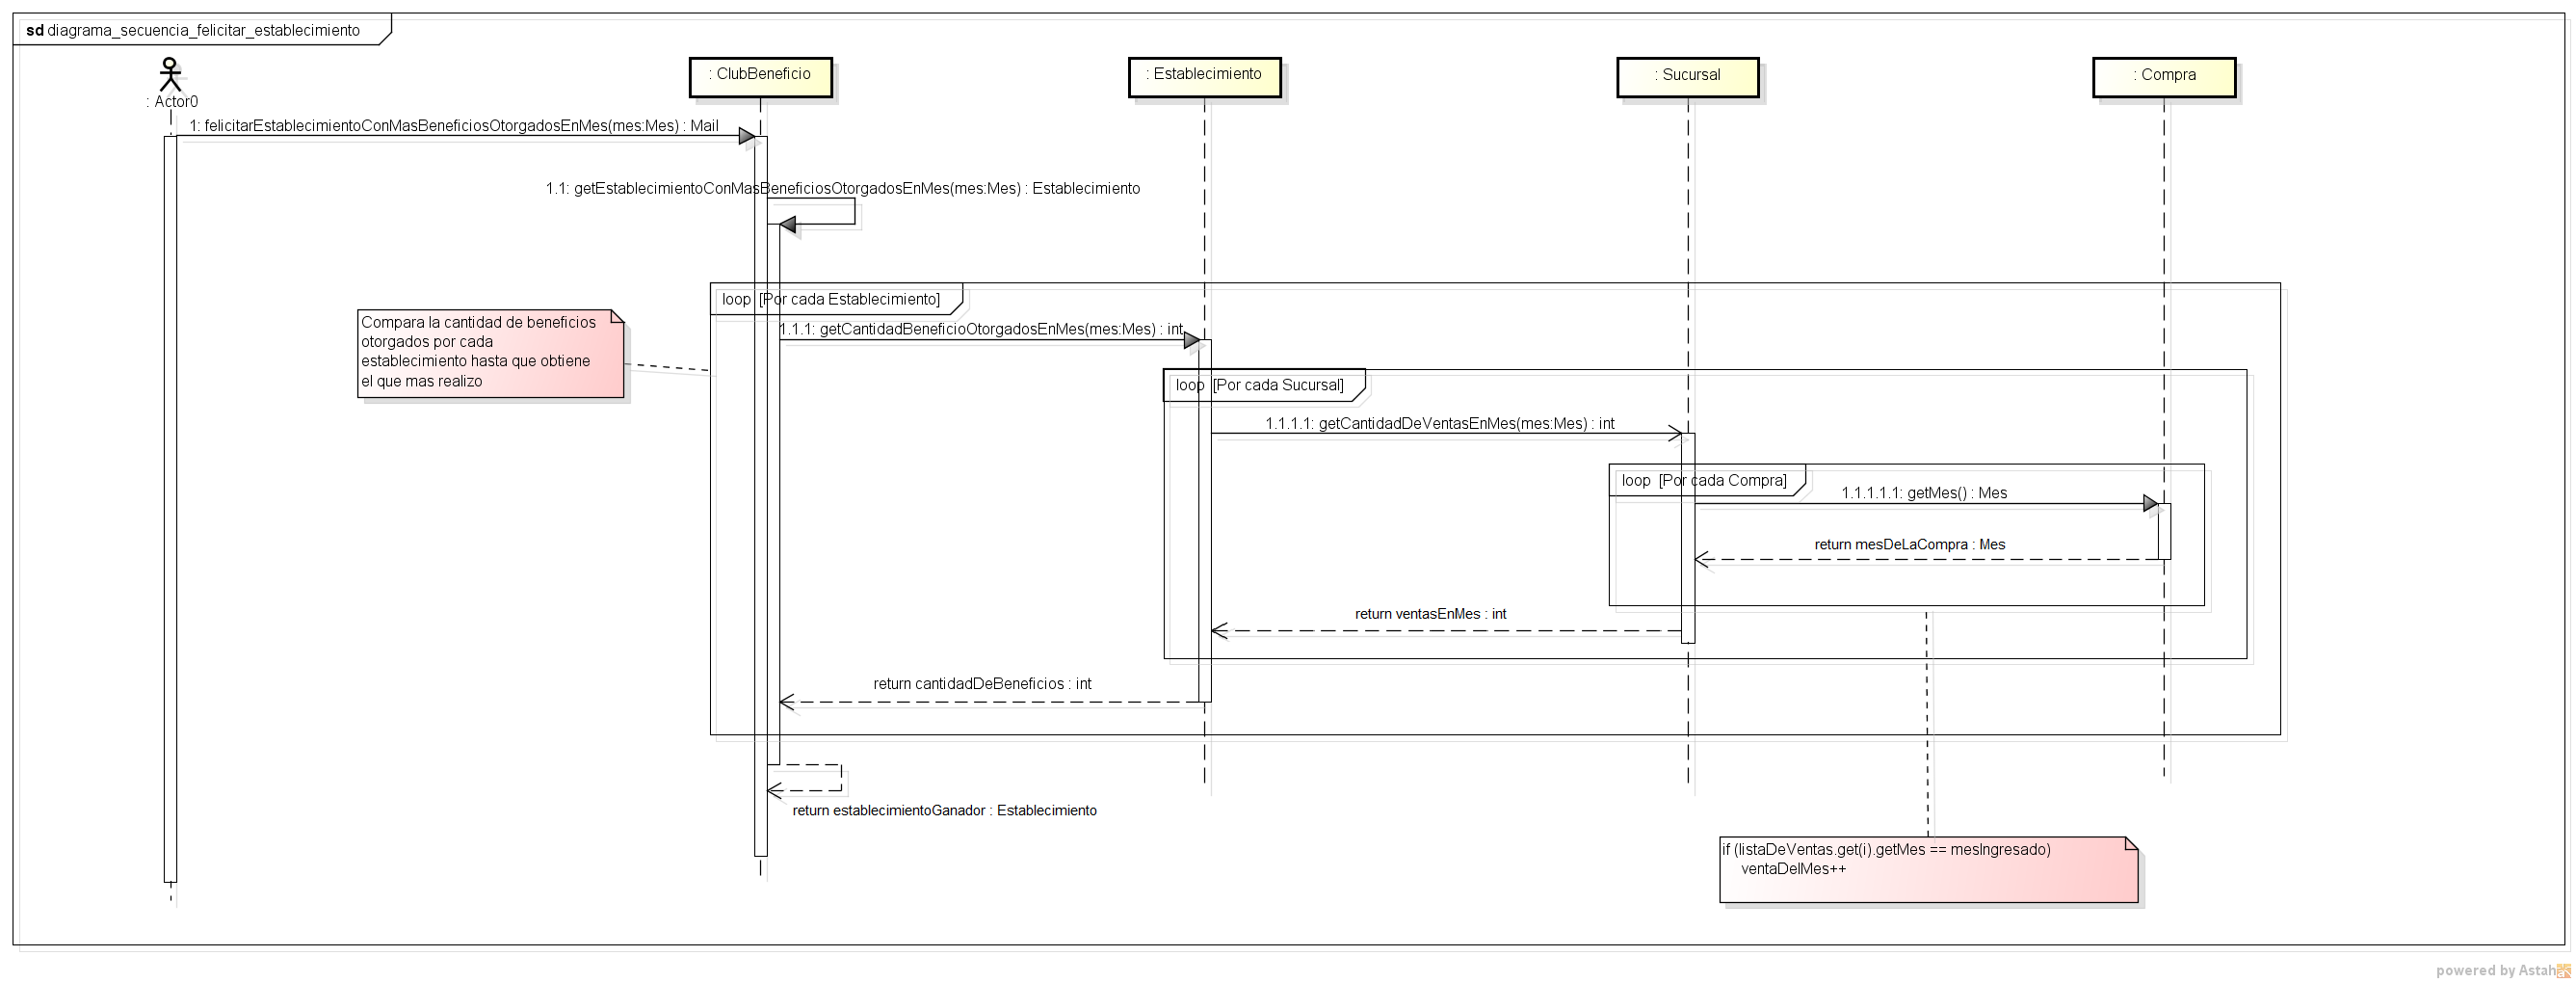 sd diagrama_secuencia_felicitar_establecimiento
: Actor0
: ClubBeneficio
: Establecimiento
: Sucursal
: Compra
1: felicitarEstablecimientoConMasBeneficiosOtorgadosEnMes(mes:Mes) : Mail
1.1: getEstablecimientoConMasBeneficiosOtorgadosEnMes(mes:Mes) : Establecimiento
loop [Por cada Establecimiento]
Compara la cantidad de beneficios
otorgados por cada
establecimiento hasta que obtiene
el que mas realizo
1.1.1: getCantidadBeneficioOtorgadosEnMes(mes:Mes) : int
loop [Por cada Sucursal]
1.1.1.1: getCantidadDeVentasEnMes(mes:Mes) : int
loop [Por cada Compra]
1.1.1.1.1: getMes() : Mes
return mesDeLaCompra : Mes
return ventasEnMes : int
return cantidadDeBeneficios : int
return establecimientoGanador : Establecimiento
if (listaDeVentas.get(i).getMes == mesIngresado)
ventaDelMes++
powered by Astah